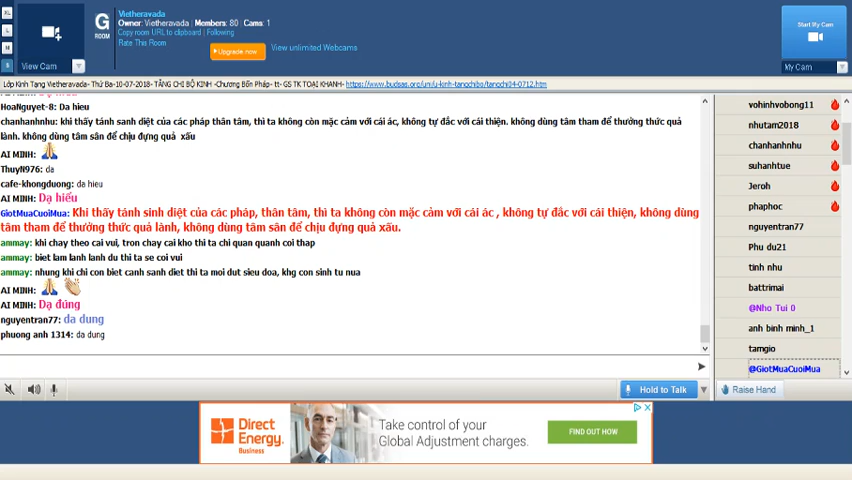 XL
L
M
S
View Cam
G
ROOM
Vietheravada
Owner: Vietheravada | Members: 80 | Cams: 1
Copy room URL to clipboard | Following
Rate This Room
Upgrade now
View unlimited Webcams
Start My Cam
My Cam
Lớp Kinh Tạng Vietheravada- Thứ Ba-10-07-2018- TĂNG CHI BỘ KINH -Chương Bốn Pháp- tt- GS TK TOẠI KHANH-
HoaNguyet-8: Da hieu
chanhanhnhu: khi thấy tánh sanh diệt của các pháp thân tâm, thì ta không còn mặc cảm với cái ác, không tự đắc với cái thiện. không dùng tâm tham để thưởng thức quả
lành. không dùng tâm sân để chịu đựng quả xấu
AI MINH:
ThuyN976: da
cafe-khongduong: da hieu
AI MINH: Dạ hiểu
GiotMuaCuoiMua: Khi thấy tánh sinh diệt của các pháp, thân tâm, thì ta không còn mặc cảm với cái ác , không tự đắc với cái thiện, không dùng
tâm tham để thưởng thức quả lành, không dùng tâm sân để chịu đựng quả xấu.
ammay: khi chay theo cai vui, tron chay cai kho thi ta chi quan quanh coi thap
ammay: biet lam lanh lanh du thi ta se coi vui
ammay: nhung khi chi con biet canh sanh diet thi ta moi dut sieu doa, khg con sinh tu nua
AI MINH:
AI MINH: Dạ đúng
nguyentran77: da dung
phuong anh 1314: da dung
vohinhvobong11
nhutam2018
chanhanhnhu
suhanhtue
Jeroh
phaphoc
nguyentran77
Phu du21
tinh nhu
battrimai
@Nho Tui 0
anh binh minh_1
tamgio
@GiotMuaCuoiMua
Hold to Talk
Raise Hand
Direct
Energy
Business
Take control of your
Global Adjustment charges.
FIND OUT HOW